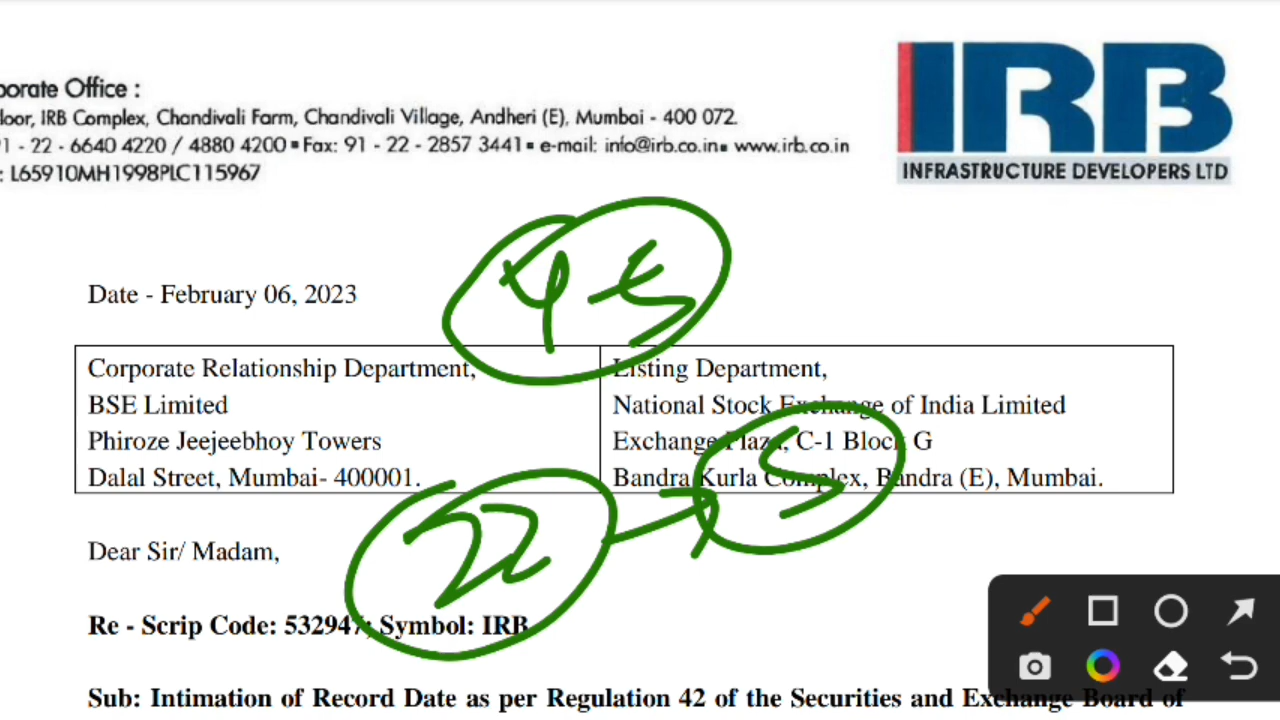 IRB
INFRASTRUCTURE DEVELOPERS LTD
porate Office :
loor, IRB Complex, Chandivali Farm, Chandivali Village, Andheri (E), Mumbai - 400 072.
91 - 22 - 6640 4220 / 4880 4200 ▪ Fax: 91 - 22 - 2857 3441 ▪ e-mail: info@irb.co.in ▪ www.irb.co.in
: L65910MH1998PLC115967
45
Date - February 06, 2023
Corporate Relationship Department,
BSE Limited
Phiroze Jeejeebhoy Towers
Dalal Street, Mumbai- 400001.
Listing Department,
National Stock Exchange of India Limited
Exchange Plaza, C-1 Block G
Bandra Kurla Complex, Bandra (E), Mumbai.
5
22
Dear Sir/ Madam,
Re - Scrip Code: 532947; Symbol: IRB
Sub: Intimation of Record Date as per Regulation 42 of the Securities and Exchange Board of